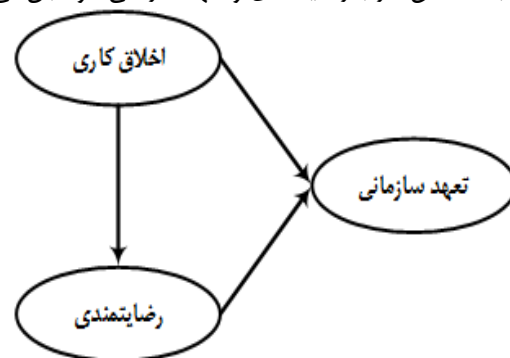 اخلاق کاری
تعهد سازمانی
رضایتمندی